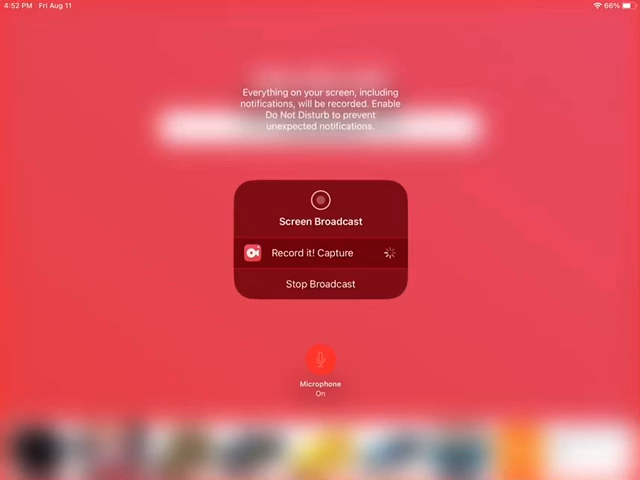 4:52 PM Fri Aug 11
66%
Everything on your screen, including
notifications, will be recorded. Enable
Do Not Disturb to prevent
unexpected notifications.
Screen Broadcast
Record it! Capture
Stop Broadcast
Microphone
On